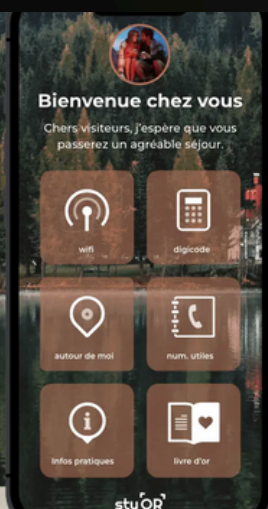 Bienvenue chez vous
Chers visiteurs, j'espère que vous
passerez un agréable séjour.
wifi
digicode
autour de moi
num. utiles
Infos pratiques
livre d'or
stuOR